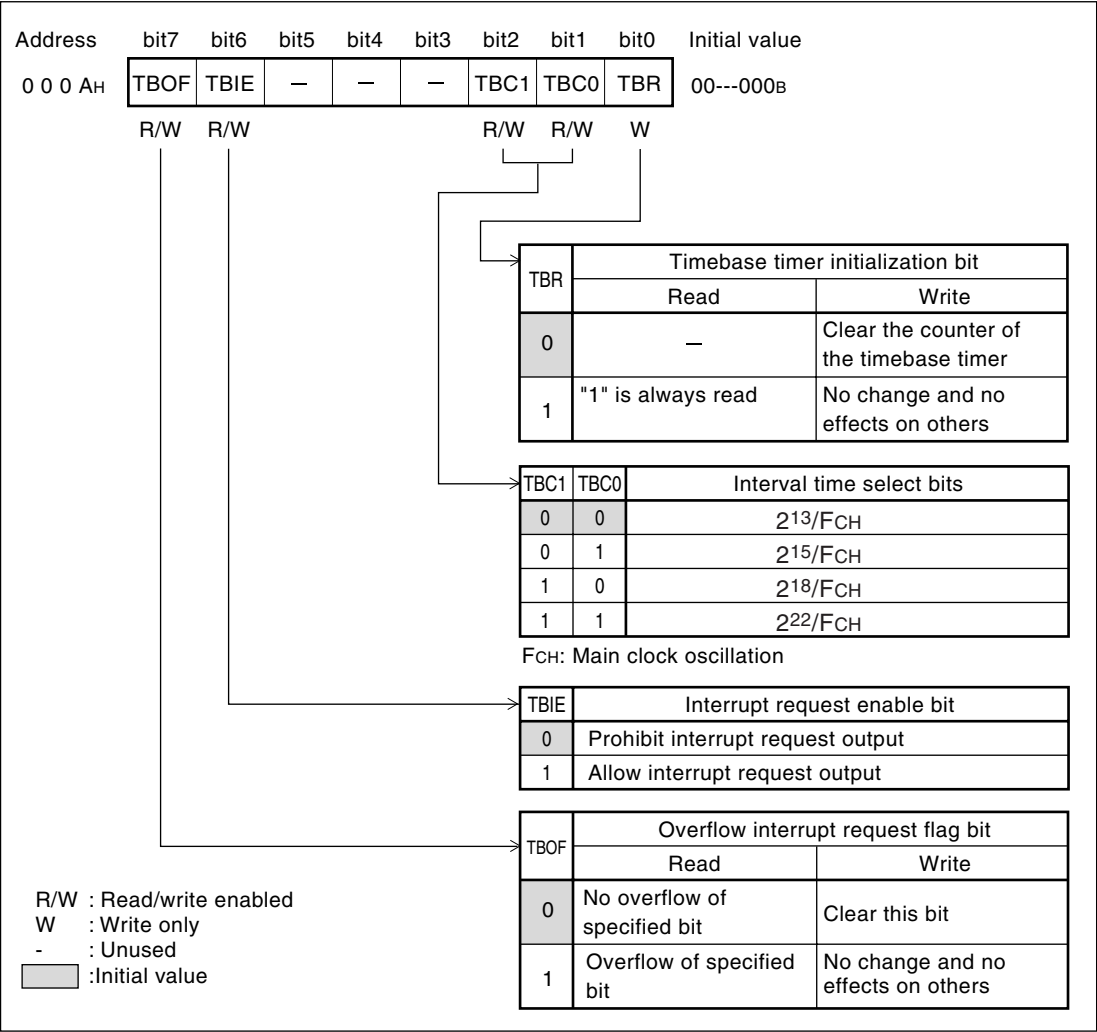 Address bit7 bit6 bit5 bit4 bit3 bit2 bit1 bit0 Initial value
0 0 0 AH TBOF TBIE — — — TBC1 TBC0 TBR 00---000B
R/W R/W R/W R/W W
TBR Timebase timer initialization bit
Read Write
0 — Clear the counter of
the timebase timer
1 "1" is always read No change and no
effects on others
TBC1 TBC0 Interval time select bits
0 0 2¹³/FCH
0 1 2¹⁵/FCH
1 0 2¹⁸/FCH
1 1 2²²/FCH
FCH: Main clock oscillation
TBIE Interrupt request enable bit
0 Prohibit interrupt request output
1 Allow interrupt request output
TBOF Overflow interrupt request flag bit
Read Write
0 No overflow of
specified bit Clear this bit
1 Overflow of specified
bit No change and no
effects on others
R/W : Read/write enabled
W : Write only
- : Unused
:Initial value